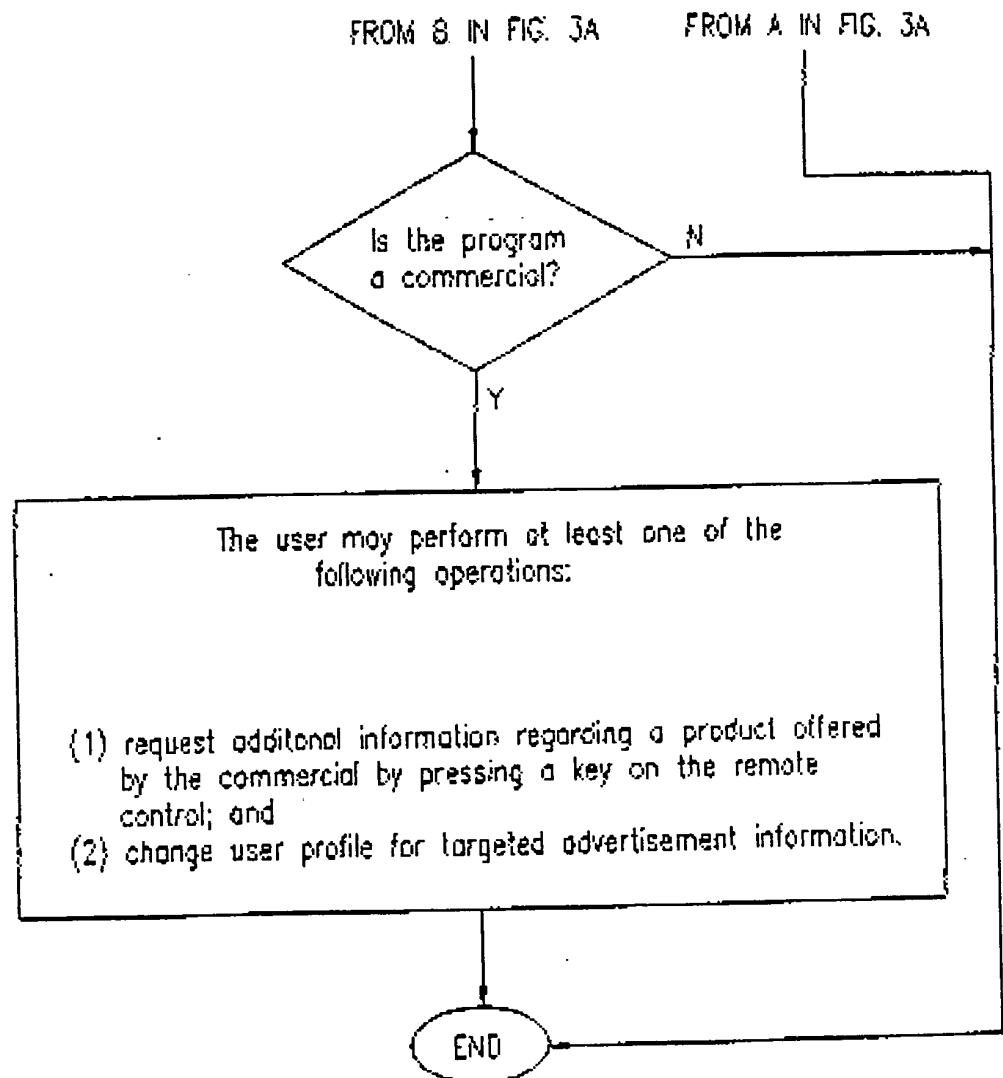 FROM B IN FIG. 3A
FROM A IN FIG. 3A
Is the program
a commercial?
N
Y
The user may perform at least one of the
following operations:
(1) request additonal information regarding a product offered
by the commercial by pressing a key on the remote
control; and
(2) change user profile for targeted advertisement information.
END